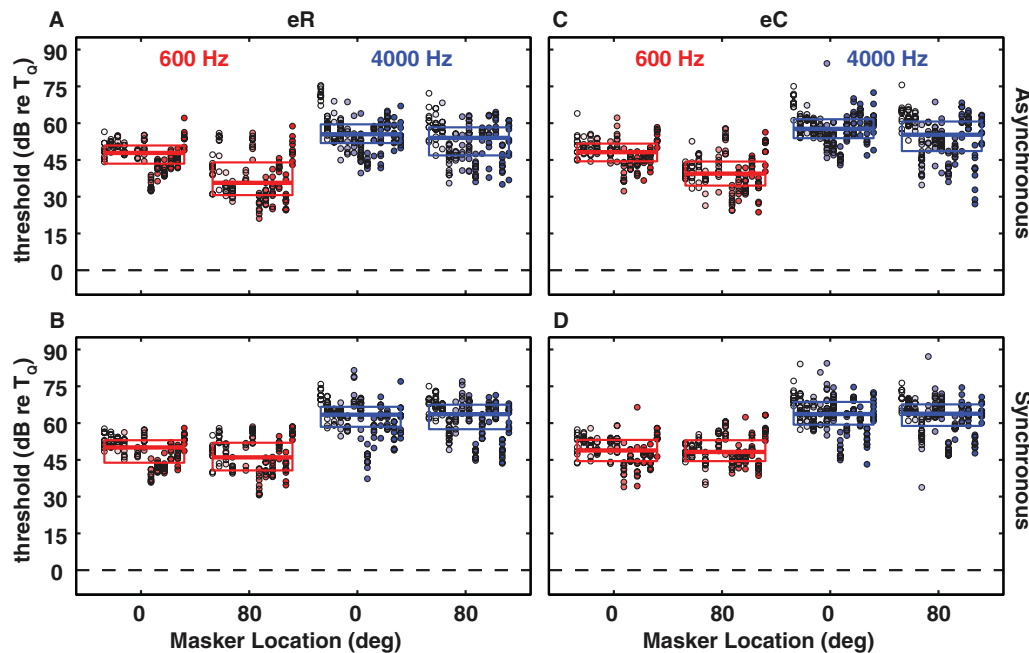 A eR C eC
600 Hz 4000 Hz 600 Hz 4000 Hz
threshold (dB re TQ)
90
75
60
45
30
15
0
Asynchronous
B D
threshold (dB re TQ)
90
75
60
45
30
15
0
Synchronous
0 80 0 80 0 80 0 80
Masker Location (deg) Masker Location (deg)